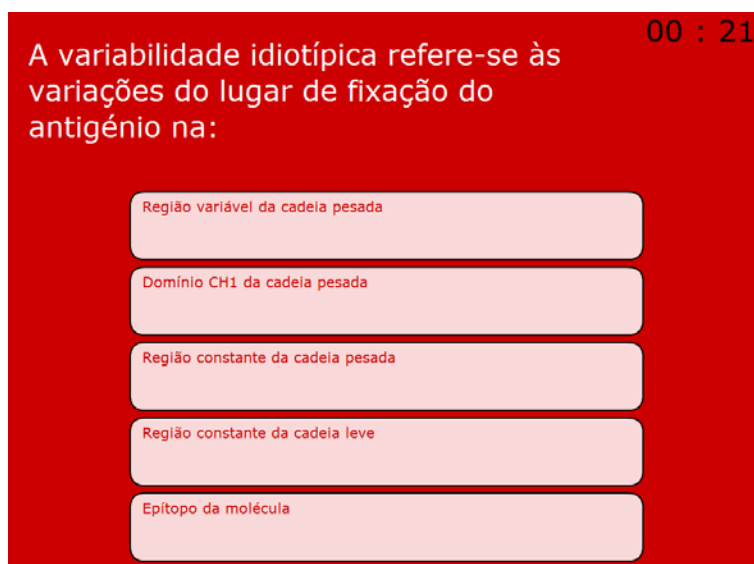 00 : 21
A variabilidade idiotípica refere-se às
variações do lugar de fixação do
antigénio na:
Região variável da cadeia pesada
Domínio CH1 da cadeia pesada
Região constante da cadeia pesada
Região constante da cadeia leve
Epítopo da molécula